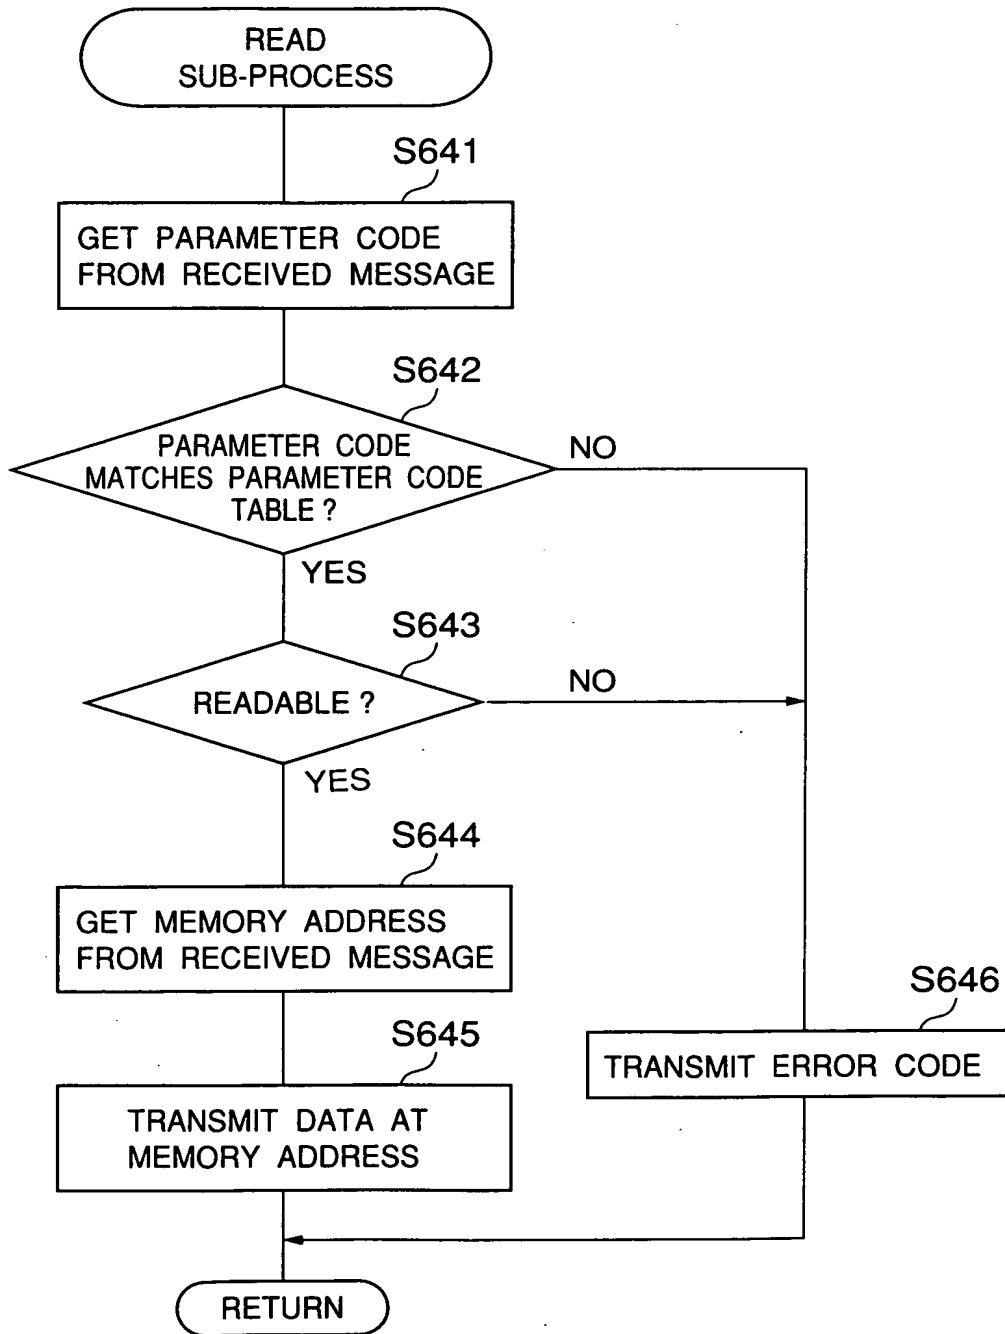 READ
SUB-PROCESS
S641
GET PARAMETER CODE
FROM RECEIVED MESSAGE
S642
PARAMETER CODE
MATCHES PARAMETER CODE
TABLE ?
NO
YES
S643
READABLE ?
NO
YES
S644
GET MEMORY ADDRESS
FROM RECEIVED MESSAGE
S645
TRANSMIT DATA AT
MEMORY ADDRESS
S646
TRANSMIT ERROR CODE
RETURN